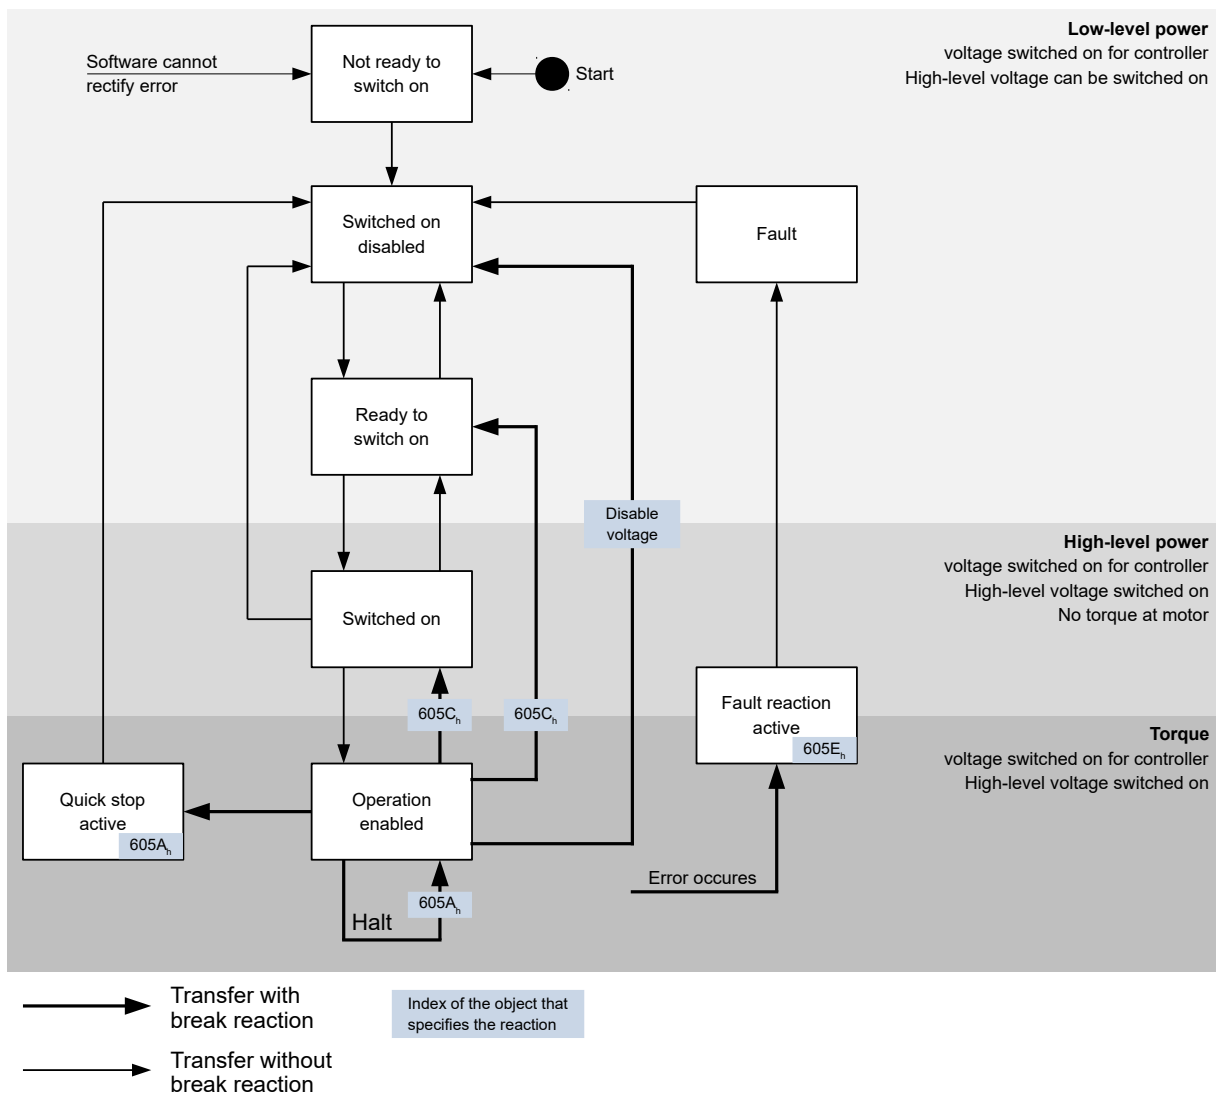 Low-level power
voltage switched on for controller
High-level voltage can be switched on
Software cannot
rectify error
Not ready to
switch on
Start
Switched on
disabled
Fault
Ready to
switch on
Disable
voltage
High-level power
voltage switched on for controller
High-level voltage switched on
No torque at motor
Switched on
605Ch
605Ch
Fault reaction
active
605Eh
Torque
voltage switched on for controller
High-level voltage switched on
Quick stop
active
605Ah
Operation
enabled
Error occures
605Ah
Halt
Transfer with
break reaction
Index of the object that
specifies the reaction
Transfer without
break reaction